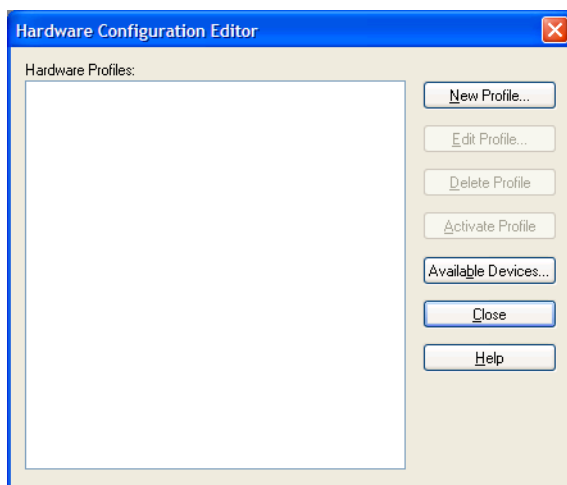 Hardware Configuration Editor
Hardware Profiles:
New Profile...
Edit Profile...
Delete Profile
Activate Profile
Available Devices...
Close
Help